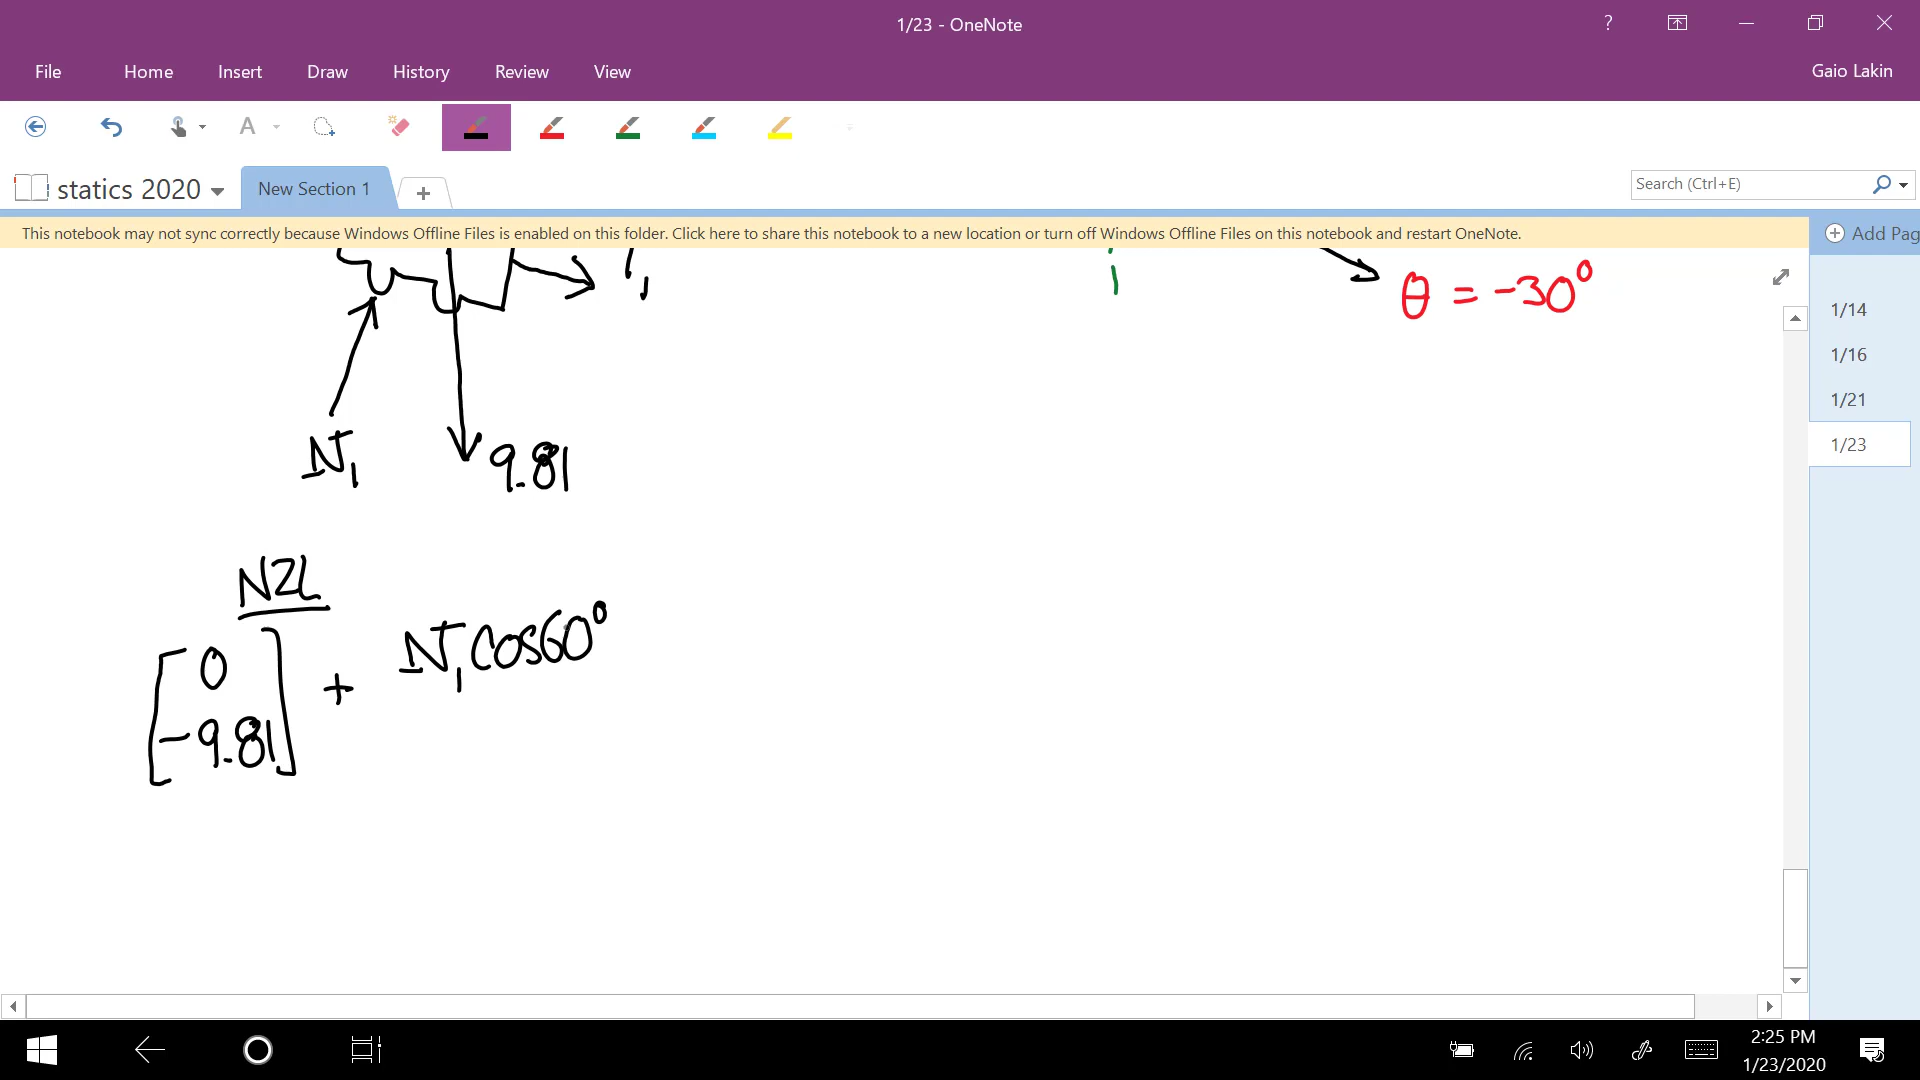 1/23 - OneNote
?
File Home Insert Draw History Review View
Gaio Lakin
A
statics 2020
New Section 1
+
Search (Ctrl+E)
This notebook may not sync correctly because Windows Offline Files is enabled on this folder. Click here to share this notebook to a new location or turn off Windows Offline Files on this notebook and restart OneNote.
Add Pag
1/14
1/16
1/21
1/23
θ = -30°
N₁
9.81
N2L
[0
-9.81] + N₁cos60°
2:25 PM
1/23/2020